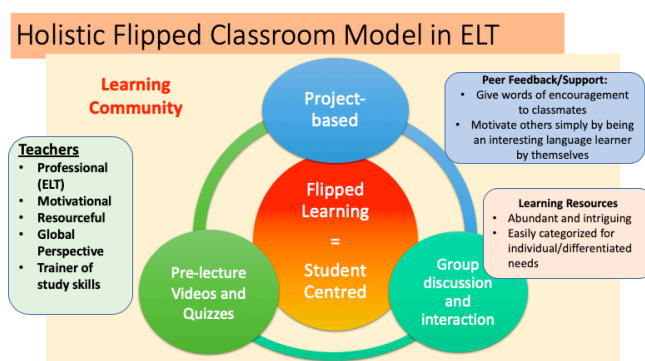 Holistic Flipped Classroom Model in ELT
Learning
Community
Project-
based
Peer Feedback/Support:
• Give words of encouragement
to classmates
• Motivate others simply by being
an interesting language learner
by themselves
Teachers
• Professional
(ELT)
• Motivational
• Resourceful
• Global
Perspective
• Trainer of
study skills
Flipped
Learning
=
Student
Centred
Learning Resources
• Abundant and intriguing
• Easily categorized for
individual/differentiated
needs
Pre-lecture
Videos and
Quizzes
Group
discussion
and
interaction